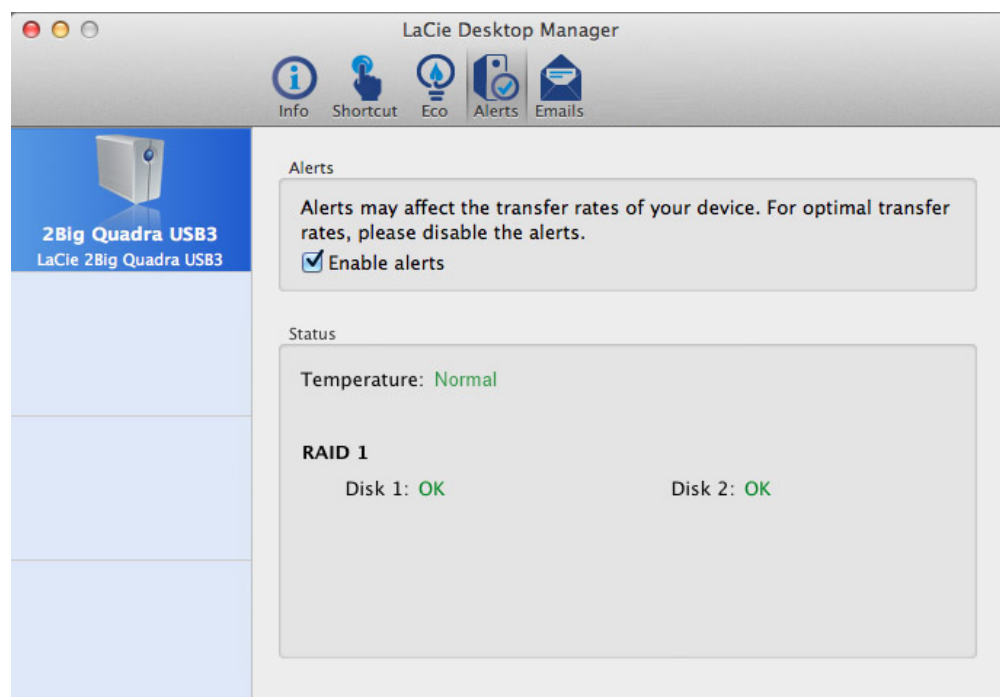 LaCie Desktop Manager
Info Shortcut Eco Alerts Emails
2Big Quadra USB3
LaCie 2Big Quadra USB3
Alerts
Alerts may affect the transfer rates of your device. For optimal transfer
rates, please disable the alerts.
Enable alerts
Status
Temperature: Normal
RAID 1
Disk 1: OK Disk 2: OK